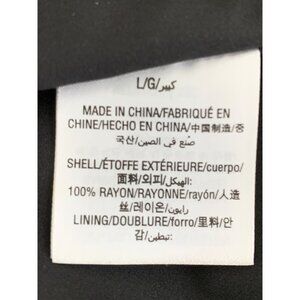 L/G/كبير
MADE IN CHINA/FABRIQUÉ EN
CHINE/HECHO EN CHINA/中国制造/중
국산/صنع في الصين
SHELL/ÉTOFFE EXTÉRIEURE/cuerpo/
面料/외피/الهيكل:
100% RAYON/RAYONNE/rayón/人造
丝/레이온/رايون
LINING/DOUBLURE/forro/里料/안
감/تبطين: